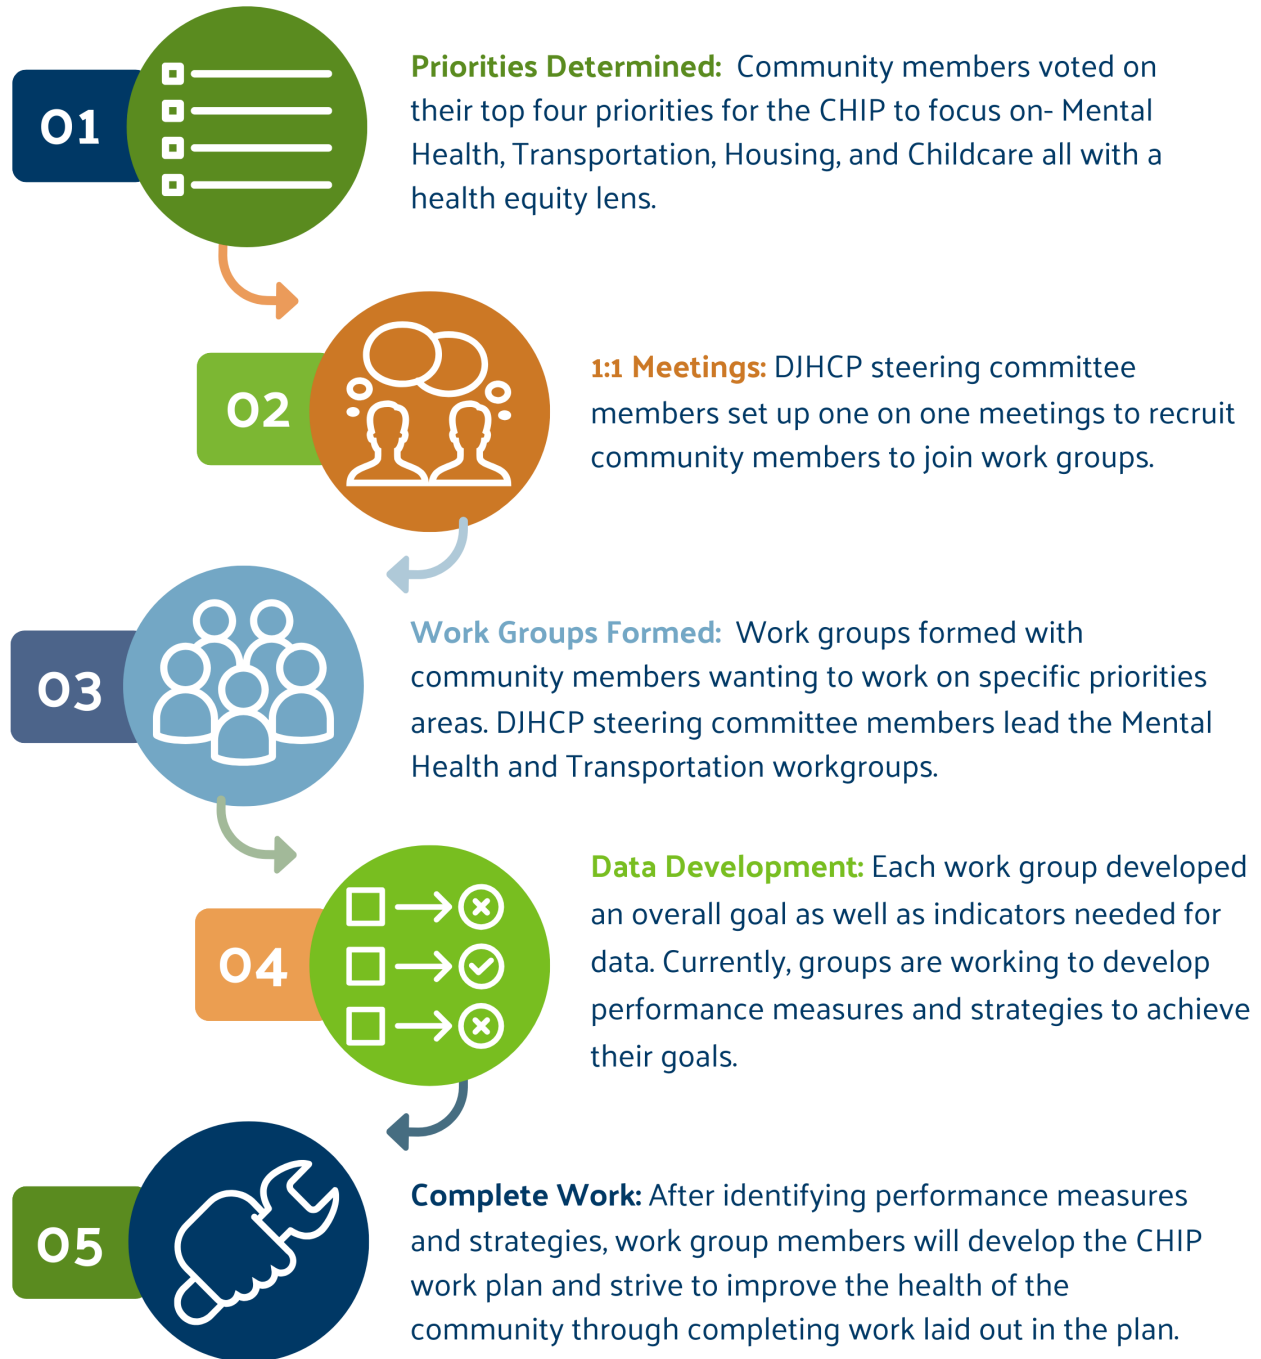 01
Priorities Determined: Community members voted on
their top four priorities for the CHIP to focus on- Mental
Health, Transportation, Housing, and Childcare all with a
health equity lens.
02
1:1 Meetings: DJHCP steering committee
members set up one on one meetings to recruit
community members to join work groups.
03
Work Groups Formed: Work groups formed with
community members wanting to work on specific priorities
areas. DJHCP steering committee members lead the Mental
Health and Transportation workgroups.
04
Data Development: Each work group developed
an overall goal as well as indicators needed for
data. Currently, groups are working to develop
performance measures and strategies to achieve
their goals.
05
Complete Work: After identifying performance measures
and strategies, work group members will develop the CHIP
work plan and strive to improve the health of the
community through completing work laid out in the plan.